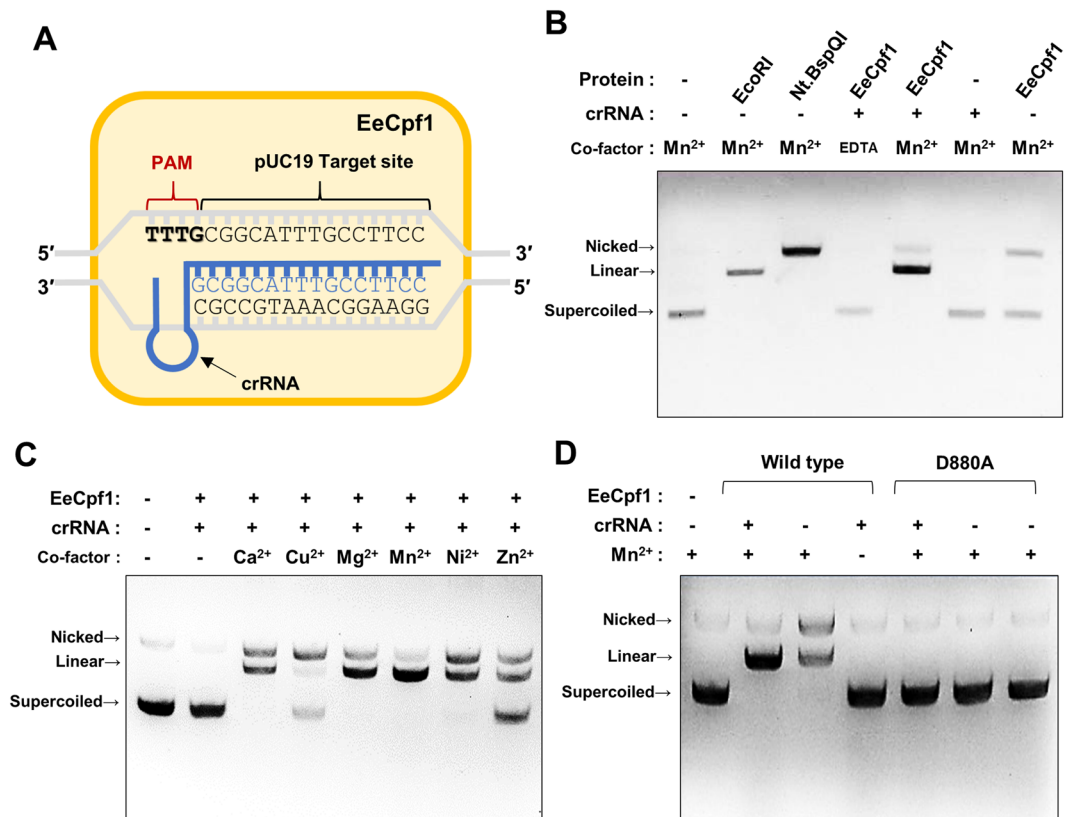 A
EeCpf1
PAM
pUC19 Target site
5′ TTTGCGGCATTTGCCTTCC 3′
3′ GCGGCATTTGCCTTCC 5′
CGCCGTAAACGGAAGG
crRNA
B
Protein : - EcoRI Nt.BspQI EeCpf1 EeCpf1 - EeCpf1
crRNA : - - - + + + -
Co-factor : Mn²⁺ Mn²⁺ Mn²⁺ EDTA Mn²⁺ Mn²⁺ Mn²⁺
Nicked→
Linear→
Supercoiled→
C
EeCpf1: - + + + + + + +
crRNA : - + + + + + + +
Co-factor : - - Ca²⁺ Cu²⁺ Mg²⁺ Mn²⁺ Ni²⁺ Zn²⁺
Nicked→
Linear→
Supercoiled→
D
Wild type D880A
EeCpf1 : -
crRNA : + - + + - -
Mn²⁺ : + + + - + + +
Nicked→
Linear→
Supercoiled→